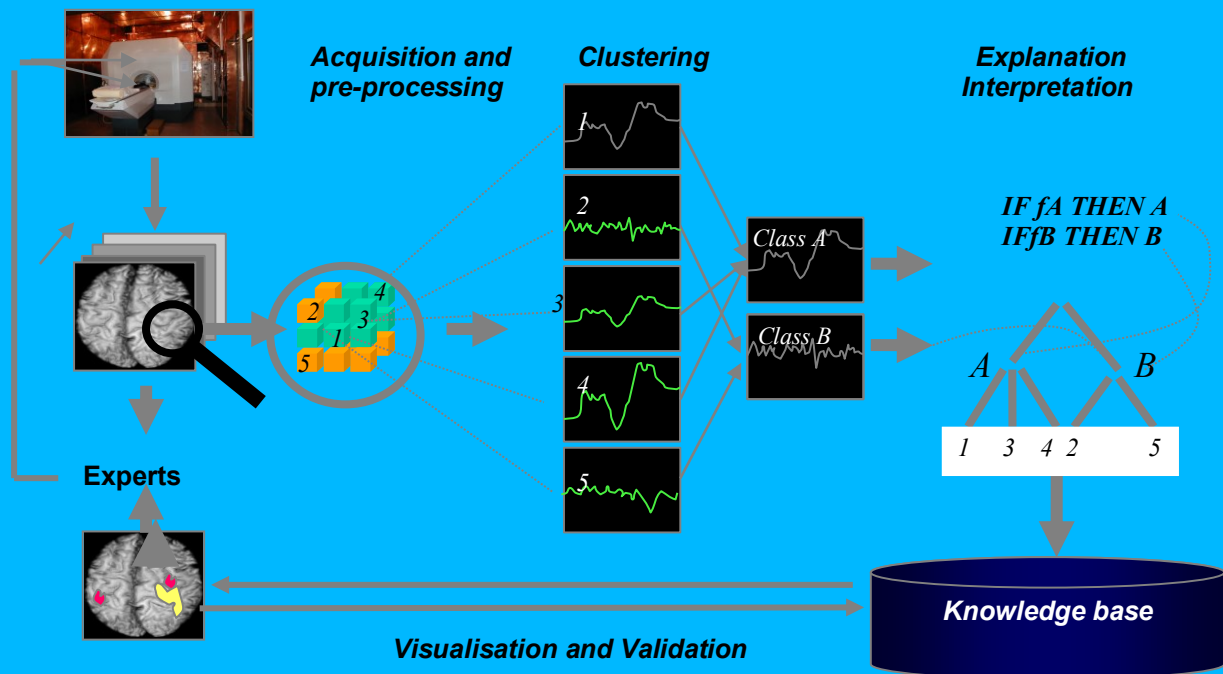 Acquisition and
pre-processing
Clustering
Explanation
Interpretation
1
2
3
4
5
2
4
3
1
5
Class A
Class B
IF fA THEN A
IFfB THEN B
A
B
1 3 4 2 5
Experts
Knowledge base
Visualisation and Validation